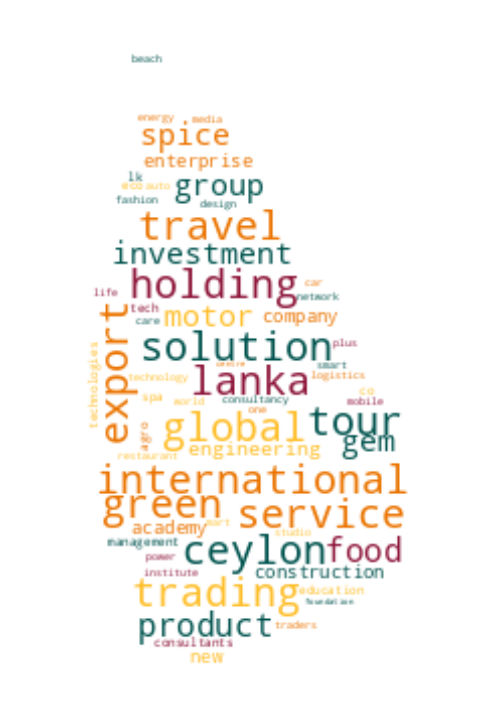 beach
energy media
spice
enterprise
lk
eco auto group
fashion design
travel
investment
holding car
life network
tech motor company
care
export solution plus
centre smart
technologies technology lanka logistics
spa world consultancy co
one mobile
agro global tour
engineering gem
restaurant
international
green service
academy mart
studio
management ceylon food
power
institute construction
trading education
foundation
product traders
consultants
new